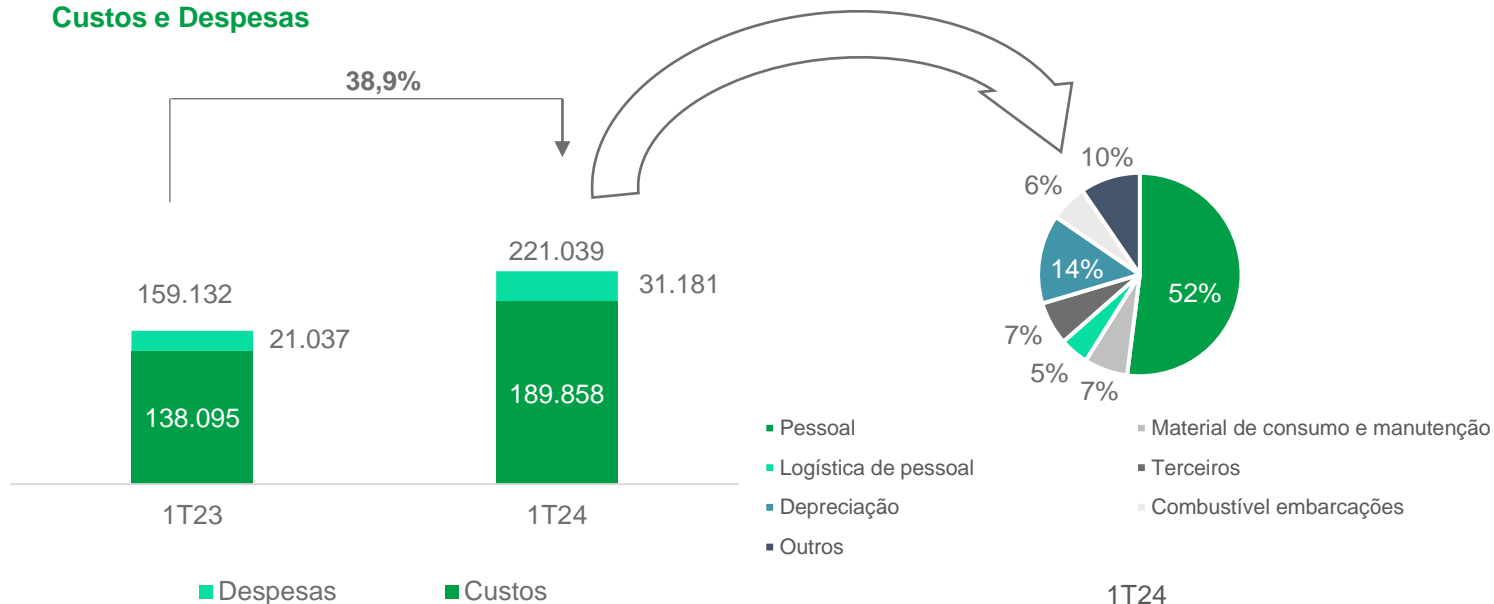 Custos e Despesas
38,9%
159.132
21.037
138.095
221.039
31.181
189.858
1T23
1T24
Despesas
Custos
10%
6%
14%
52%
7%
5%
7%
Pessoal
Material de consumo e manutenção
Logística de pessoal
Terceiros
Depreciação
Combustível embarcações
Outros
1T24